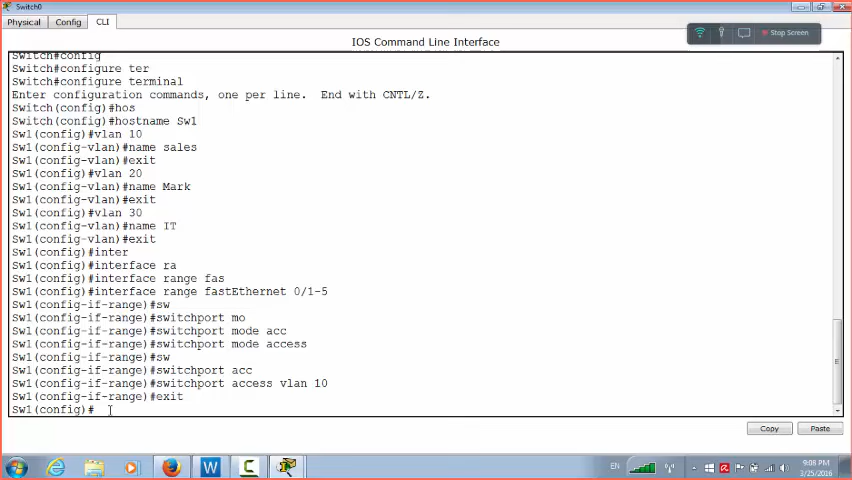 Switch0
Physical Config CLI
Stop Screen
IOS Command Line Interface
Switch#config
Switch#configure ter
Switch#configure terminal
Enter configuration commands, one per line.  End with CNTL/Z.
Switch(config)#hos
Switch(config)#hostname Sw1
Sw1(config)#vlan 10
Sw1(config-vlan)#name sales
Sw1(config-vlan)#exit
Sw1(config)#vlan 20
Sw1(config-vlan)#name Mark
Sw1(config-vlan)#exit
Sw1(config)#vlan 30
Sw1(config-vlan)#name IT
Sw1(config-vlan)#exit
Sw1(config)#inter
Sw1(config)#interface ra
Sw1(config)#interface range fas
Sw1(config)#interface range fastEthernet 0/1-5
Sw1(config-if-range)#sw
Sw1(config-if-range)#switchport mo
Sw1(config-if-range)#switchport mode acc
Sw1(config-if-range)#switchport mode access
Sw1(config-if-range)#sw
Sw1(config-if-range)#switchport acc
Sw1(config-if-range)#switchport access vlan 10
Sw1(config-if-range)#exit
Sw1(config)#
Copy Paste
EN
9:08 PM
3/25/2016